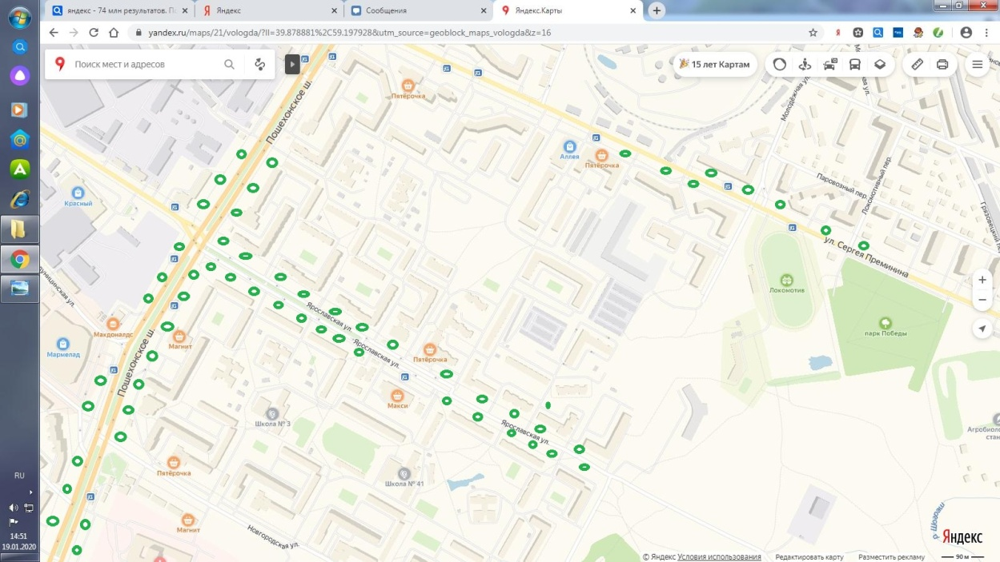 яндекс - 74 млн результатов. П
Яндекс
Сообщения
Яндекс.Карты
yandex.ru/maps/21/vologda/?ll=39.878881%2C59.197928&utm_source=geoblock_maps_vologda&z=16
Поиск мест и адресов
15 лет Картам
Пошехонское ш.
Пятёрочка
Молодёжная ул.
Аллея
Пятёрочка
Паровозный пер.
Локомотивный пер.
Грязовецкий пер.
Красный
ул. Сергея Преминина
Локомотив
парк Победы
Макдоналдс
Магнит
Мармелад
Пошехонское ш.
Ярославская ул.
Ярославская ул.
Пятёрочка
Макси
Школа № 3
Ярославская ул.
Агробиоло
стан
Пятёрочка
Школа № 41
Магнит
Новгородская ул.
р. Шограш
Яндекс
RU
14:51
19.01.2020
© Яндекс Условия использования
Редактировать карту
Разместить рекламу
90 м